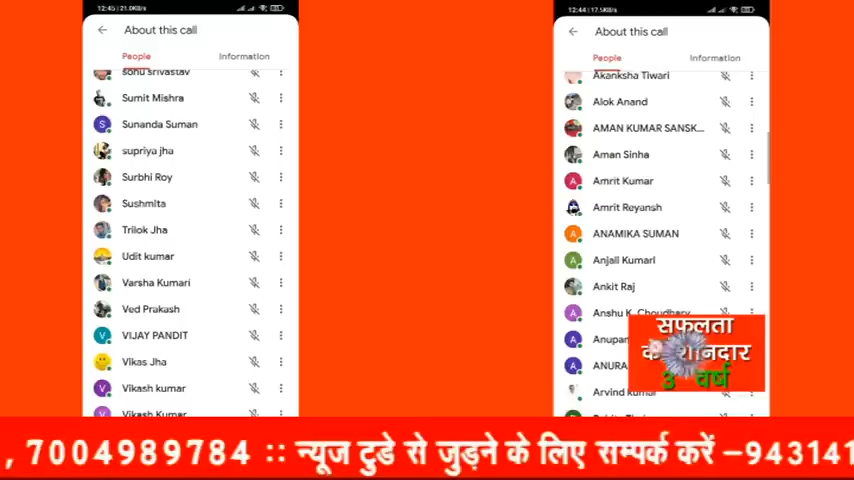 12:45 | 21.0KB/s
About this call
People Information
sonu srivastav
Sumit Mishra
Sunanda Suman
supriya jha
Surbhi Roy
Sushmita
Trilok Jha
Udit kumar
Varsha Kumari
Ved Prakash
VIJAY PANDIT
Vikas Jha
Vikash kumar
Vikash Kumar
12:44 | 17.5KB/s
About this call
People Information
Akanksha Tiwari
Alok Anand
AMAN KUMAR SANSK...
Aman Sinha
Amrit Kumar
Amrit Reyansh
ANAMIKA SUMAN
Anjali Kumari
Ankit Raj
Anshu K. Choudhary
Anupam
ANURA
Arvind kumar
सफलता
के शानदार
3 वर्ष
, 7004989784 :: न्यूज टुडे से जुड़ने के लिए सम्पर्क करें –943141